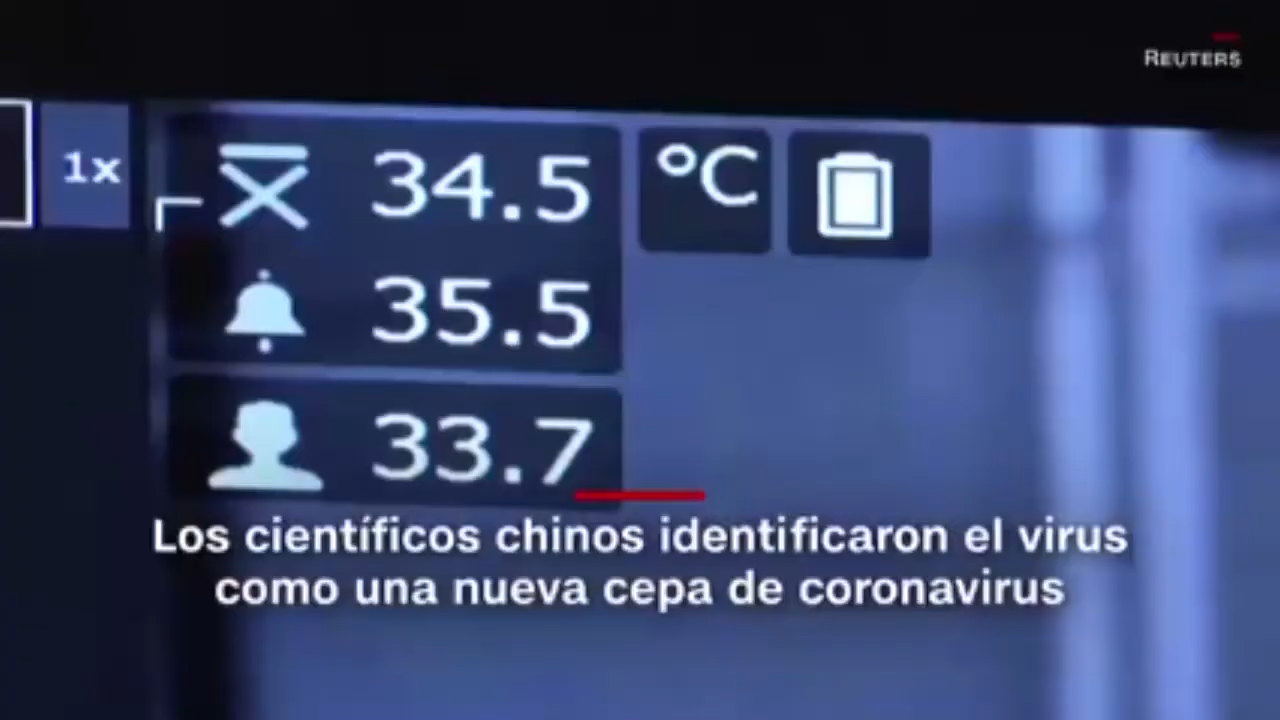 REUTERS
1x
34.5 °C
35.5
33.7
Los científicos chinos identificaron el virus
como una nueva cepa de coronavirus